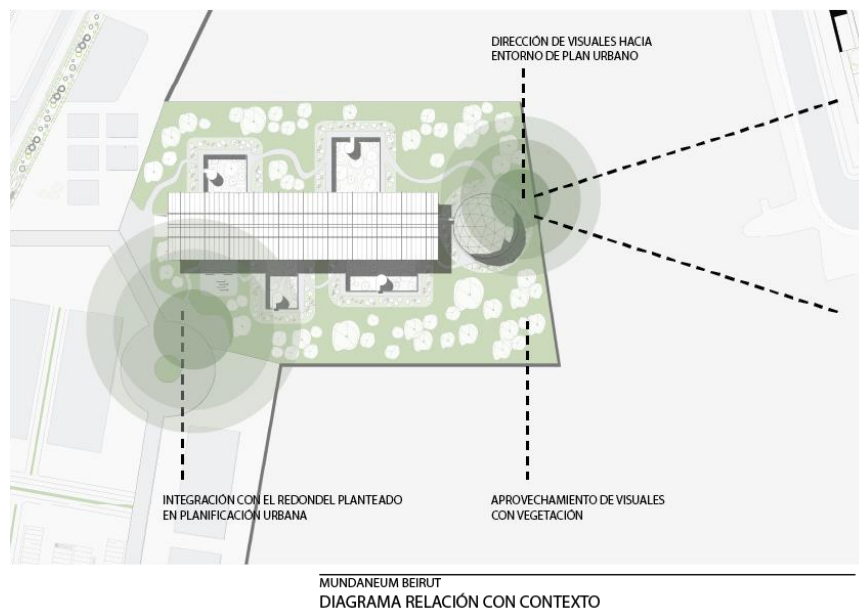 DIRECCIÓN DE VISUALES HACIA
ENTORNO DE PLAN URBANO
INTEGRACIÓN CON EL REDONDEL PLANTEADO
EN PLANIFICACIÓN URBANA
APROVECHAMIENTO DE VISUALES
CON VEGETACIÓN
MUNDANEUM BEIRUT
DIAGRAMA RELACIÓN CON CONTEXTO